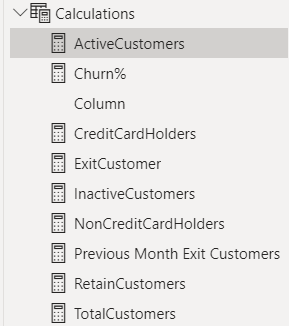 Calculations
ActiveCustomers
Churn%
Column
CreditCardHolders
ExitCustomer
InactiveCustomers
NonCreditCardHolders
Previous Month Exit Customers
RetainCustomers
TotalCustomers